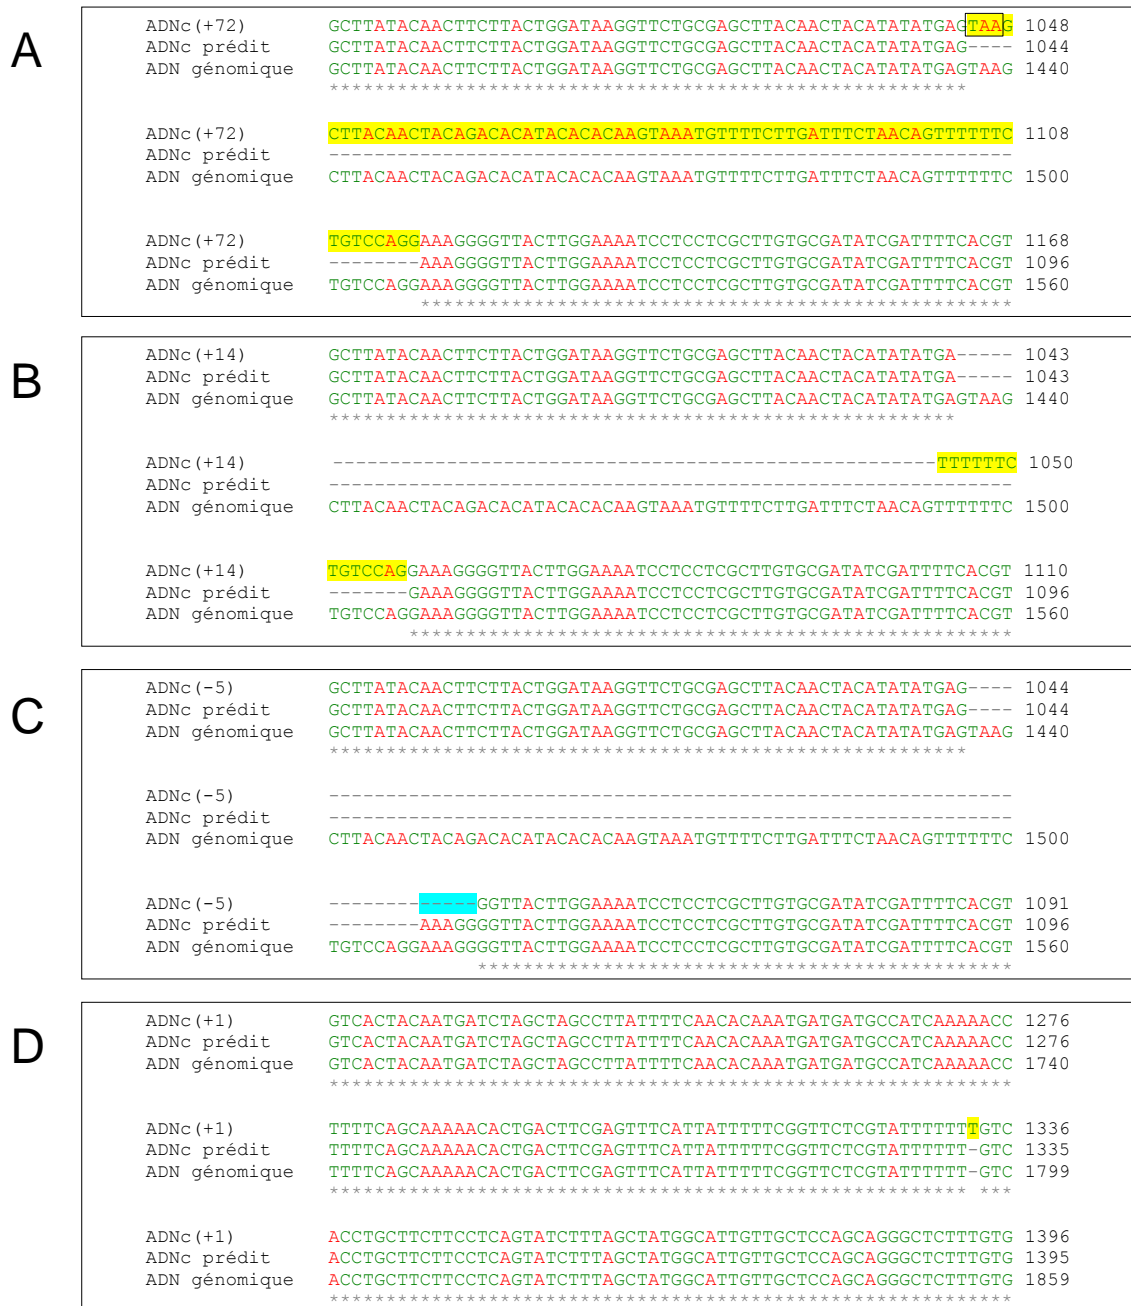 A
ADNc(+72) GCTTATACAACTTCTTACTGGATAAGGTTCTGCGAGCTTACAACTACATATATGAGTAAG 1048
ADNc prédit GCTTATACAACTTCTTACTGGATAAGGTTCTGCGAGCTTACAACTACATATATGAG---- 1044
ADN génomique GCTTATACAACTTCTTACTGGATAAGGTTCTGCGAGCTTACAACTACATATATGAGTAAG 1440
********************************************************
ADNc(+72) CTTACAACTACAGACACATACACACAAGTAAATGTTTTCTTGATTTCTAACAGTTTTTTC 1108
ADNc prédit ------------------------------------------------------------
ADN génomique CTTACAACTACAGACACATACACACAAGTAAATGTTTTCTTGATTTCTAACAGTTTTTTC 1500
ADNc(+72) TGTCCAGGAAAGGGGTTACTTGGAAAATCCTCCTCGCTTGTGCGATATCGATTTTCACGT 1168
ADNc prédit --------AAAGGGGTTACTTGGAAAATCCTCCTCGCTTGTGCGATATCGATTTTCACGT 1096
ADN génomique TGTCCAGGAAAGGGGTTACTTGGAAAATCCTCCTCGCTTGTGCGATATCGATTTTCACGT 1560
****************************************************
B
ADNc(+14) GCTTATACAACTTCTTACTGGATAAGGTTCTGCGAGCTTACAACTACATATATGA----- 1043
ADNc prédit GCTTATACAACTTCTTACTGGATAAGGTTCTGCGAGCTTACAACTACATATATGA----- 1043
ADN génomique GCTTATACAACTTCTTACTGGATAAGGTTCTGCGAGCTTACAACTACATATATGAGTAAG 1440
*******************************************************
ADNc(+14) -----------------------------------------------------TTTTTTC 1050
ADNc prédit ------------------------------------------------------------
ADN génomique CTTACAACTACAGACACATACACACAAGTAAATGTTTTCTTGATTTCTAACAGTTTTTTC 1500
ADNc(+14) TGTCCAGGAAAGGGGTTACTTGGAAAATCCTCCTCGCTTGTGCGATATCGATTTTCACGT 1110
ADNc prédit -------GAAAGGGGTTACTTGGAAAATCCTCCTCGCTTGTGCGATATCGATTTTCACGT 1096
ADN génomique TGTCCAGGAAAGGGGTTACTTGGAAAATCCTCCTCGCTTGTGCGATATCGATTTTCACGT 1560
*****************************************************
C
ADNc(-5) GCTTATACAACTTCTTACTGGATAAGGTTCTGCGAGCTTACAACTACATATATGAG---- 1044
ADNc prédit GCTTATACAACTTCTTACTGGATAAGGTTCTGCGAGCTTACAACTACATATATGAG---- 1044
ADN génomique GCTTATACAACTTCTTACTGGATAAGGTTCTGCGAGCTTACAACTACATATATGAGTAAG 1440
********************************************************
ADNc(-5) ------------------------------------------------------------
ADNc prédit ------------------------------------------------------------
ADN génomique CTTACAACTACAGACACATACACACAAGTAAATGTTTTCTTGATTTCTAACAGTTTTTTC 1500
ADNc(-5) -------------GGTTACTTGGAAAATCCTCCTCGCTTGTGCGATATCGATTTTCACGT 1091
ADNc prédit --------AAAGGGGTTACTTGGAAAATCCTCCTCGCTTGTGCGATATCGATTTTCACGT 1096
ADN génomique TGTCCAGGAAAGGGGTTACTTGGAAAATCCTCCTCGCTTGTGCGATATCGATTTTCACGT 1560
***********************************************
D
ADNc(+1) GTCACTACAATGATCTAGCTAGCCTTATTTTCAACACAAATGATGATGCCATCAAAAACC 1276
ADNc prédit GTCACTACAATGATCTAGCTAGCCTTATTTTCAACACAAATGATGATGCCATCAAAAACC 1276
ADN génomique GTCACTACAATGATCTAGCTAGCCTTATTTTCAACACAAATGATGATGCCATCAAAAACC 1740
************************************************************
ADNc(+1) TTTTCAGCAAAAACACTGACTTCGAGTTTCATTATTTTTCGGTTCTCGTATTTTTTTGTC 1336
ADNc prédit TTTTCAGCAAAAACACTGACTTCGAGTTTCATTATTTTTCGGTTCTCGTATTTTTT-GTC 1335
ADN génomique TTTTCAGCAAAAACACTGACTTCGAGTTTCATTATTTTTCGGTTCTCGTATTTTTT-GTC 1799
******************************************************** ***
ADNc(+1) ACCTGCTTCTTCCTCAGTATCTTTAGCTATGGCATTGTTGCTCCAGCAGGGCTCTTTGTG 1396
ADNc prédit ACCTGCTTCTTCCTCAGTATCTTTAGCTATGGCATTGTTGCTCCAGCAGGGCTCTTTGTG 1395
ADN génomique ACCTGCTTCTTCCTCAGTATCTTTAGCTATGGCATTGTTGCTCCAGCAGGGCTCTTTGTG 1859
************************************************************